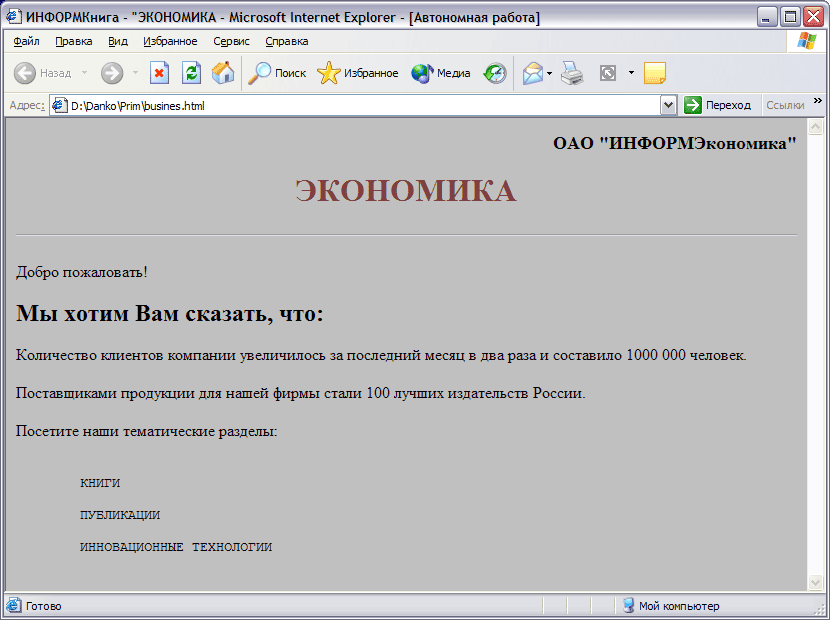 ИНФОРМКнига - "ЭКОНОМИКА - Microsoft Internet Explorer - [Автономная работа]
Файл Правка Вид Избранное Сервис Справка
Назад Поиск Избранное Медиа
Адрес: D:\Danko\Prim\busines.html Переход Ссылки »
ОАО "ИНФОРМЭкономика"
ЭКОНОМИКА
Добро пожаловать!
Мы хотим Вам сказать, что:
Количество клиентов компании увеличилось за последний месяц в два раза и составило 1000 000 человек.
Поставщиками продукции для нашей фирмы стали 100 лучших издательств России.
Посетите наши тематические разделы:
КНИГИ
ПУБЛИКАЦИИ
ИННОВАЦИОННЫЕ ТЕХНОЛОГИИ
Готово Мой компьютер